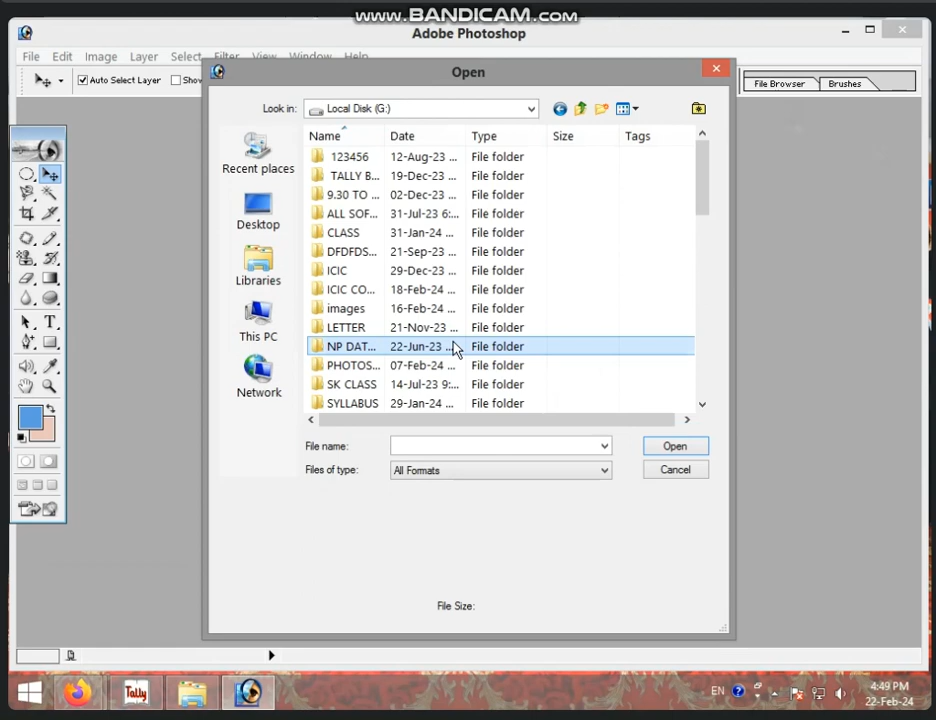 www.BANDICAM.com
Adobe Photoshop
File Edit Image Layer Select Filter View Window Help
Auto Select Layer Show
File Browser Brushes
Open
Look in: Local Disk (G:)
Name Date Type Size Tags
123456 12-Aug-23 ... File folder
TALLY B... 19-Dec-23 ... File folder
9.30 TO ... 02-Dec-23 ... File folder
ALL SOF... 31-Jul-23 6:... File folder
CLASS 31-Jan-24 ... File folder
DFDFDS... 21-Sep-23 ... File folder
ICIC 29-Dec-23 ... File folder
ICIC CO... 18-Feb-24 ... File folder
images 16-Feb-24 ... File folder
LETTER 21-Nov-23 ... File folder
NP DAT... 22-Jun-23 ... File folder
PHOTOS... 07-Feb-24 ... File folder
SK CLASS 14-Jul-23 9:... File folder
SYLLABUS 29-Jan-24 ... File folder
Recent places
Desktop
Libraries
This PC
Network
File name: Open
Files of type: All Formats Cancel
File Size:
T
Tally
EN 4:49 PM
22-Feb-24